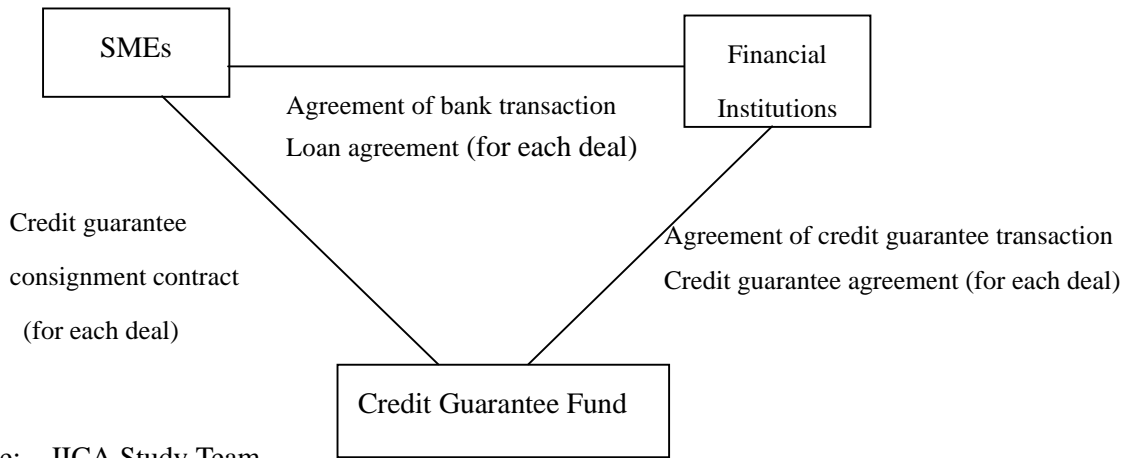 SMEs
Financial
Institutions
Agreement of bank transaction
Loan agreement (for each deal)
Credit guarantee
consignment contract
(for each deal)
Agreement of credit guarantee transaction
Credit guarantee agreement (for each deal)
Credit Guarantee Fund
JICA Study Team